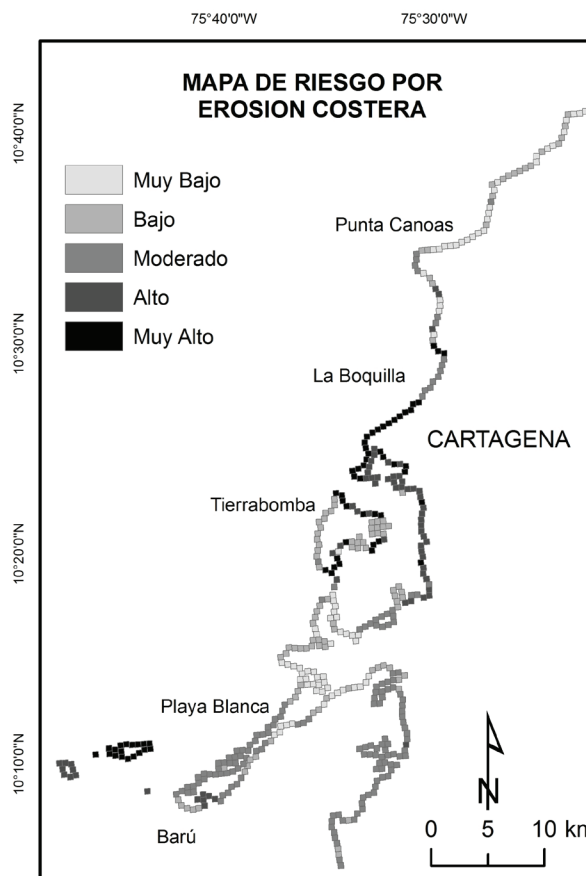 75°40'0"W
75°30'0"W
MAPA DE RIESGO POR
EROSION COSTERA
10°40'0"N
Muy Bajo
Bajo
Moderado
Alto
Muy Alto
Punta Canoas
10°30'0"N
La Boquilla
CARTAGENA
Tierrabomba
10°20'0"N
Playa Blanca
10°10'0"N
Barú
N
0 5 10 km